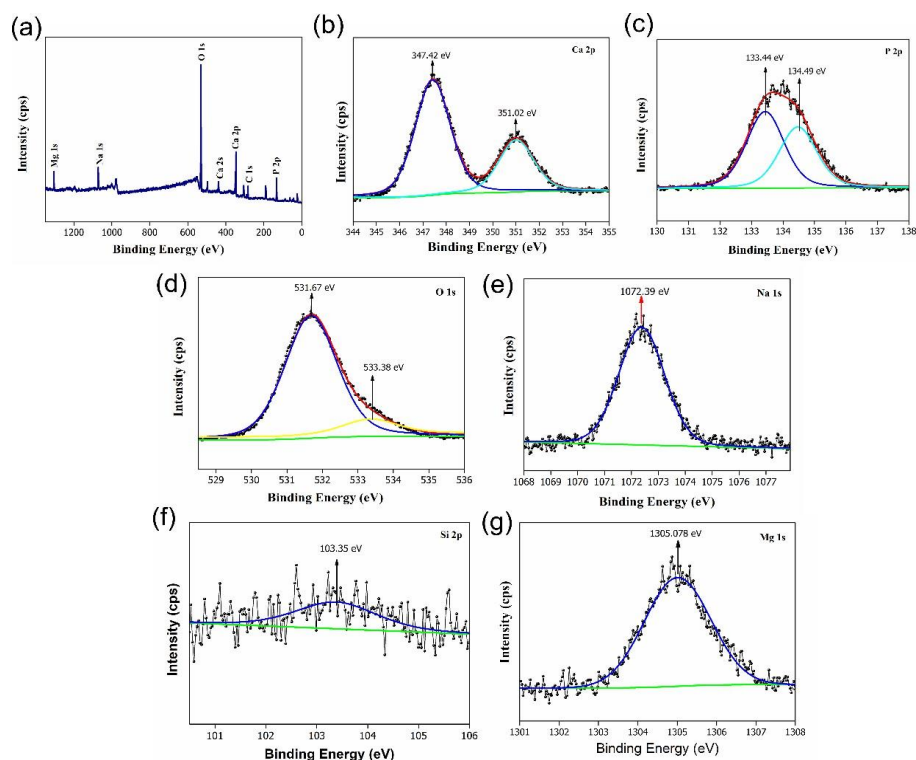 (a)
Intensity (cps)
Mg 1s
Na 1s
O 1s
Ca 2s
Ca 2p
C 1s
P 2p
1200 1000 800 600 400 200 0
Binding Energy (eV)
(b)
Ca 2p
347.42 eV
351.02 eV
Intensity (cps)
344 345 346 347 348 349 350 351 352 353 354 355
Binding Energy (eV)
(c)
P 2p
133.44 eV
134.49 eV
Intensity (cps)
130 131 132 133 134 135 136 137 138
Binding Energy (eV)
(d)
O 1s
531.67 eV
533.38 eV
Intensity (cps)
529 530 531 532 533 534 535 536
Binding Energy (eV)
(e)
Na 1s
1072.39 eV
Intensity (cps)
1068 1069 1070 1071 1072 1073 1074 1075 1076 1077
Binding Energy (eV)
(f)
Si 2p
103.35 eV
Intensity (cps)
101 102 103 104 105 106
Binding Energy (eV)
(g)
Mg 1s
1305.078 eV
Intensity (cps)
1301 1302 1303 1304 1305 1306 1307 1308
Binding Energy (eV)